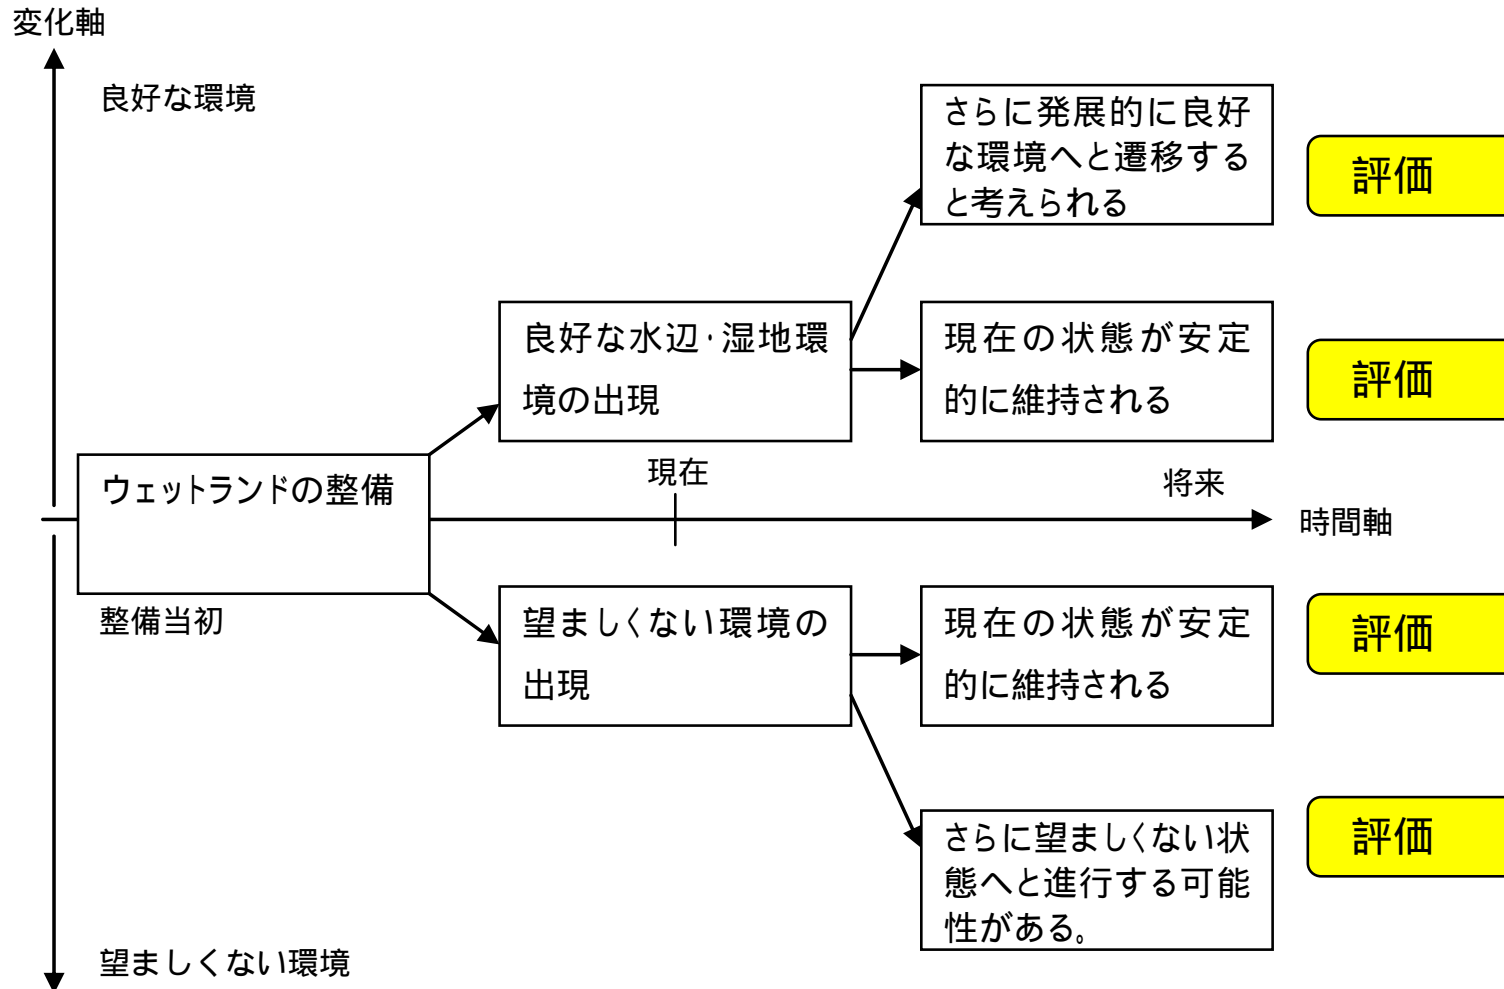 変化軸
良好な環境
さらに発展的に良好
な環境へと遷移する
と考えられる
評価
良好な水辺・湿地環
境の出現
現在の状態が安定
的に維持される
評価
ウェットランドの整備
現在
将来
時間軸
整備当初
望ましくない環境の
出現
現在の状態が安定
的に維持される
評価
さらに望ましくない状
態へと進行する可能
性がある。
評価
望ましくない環境